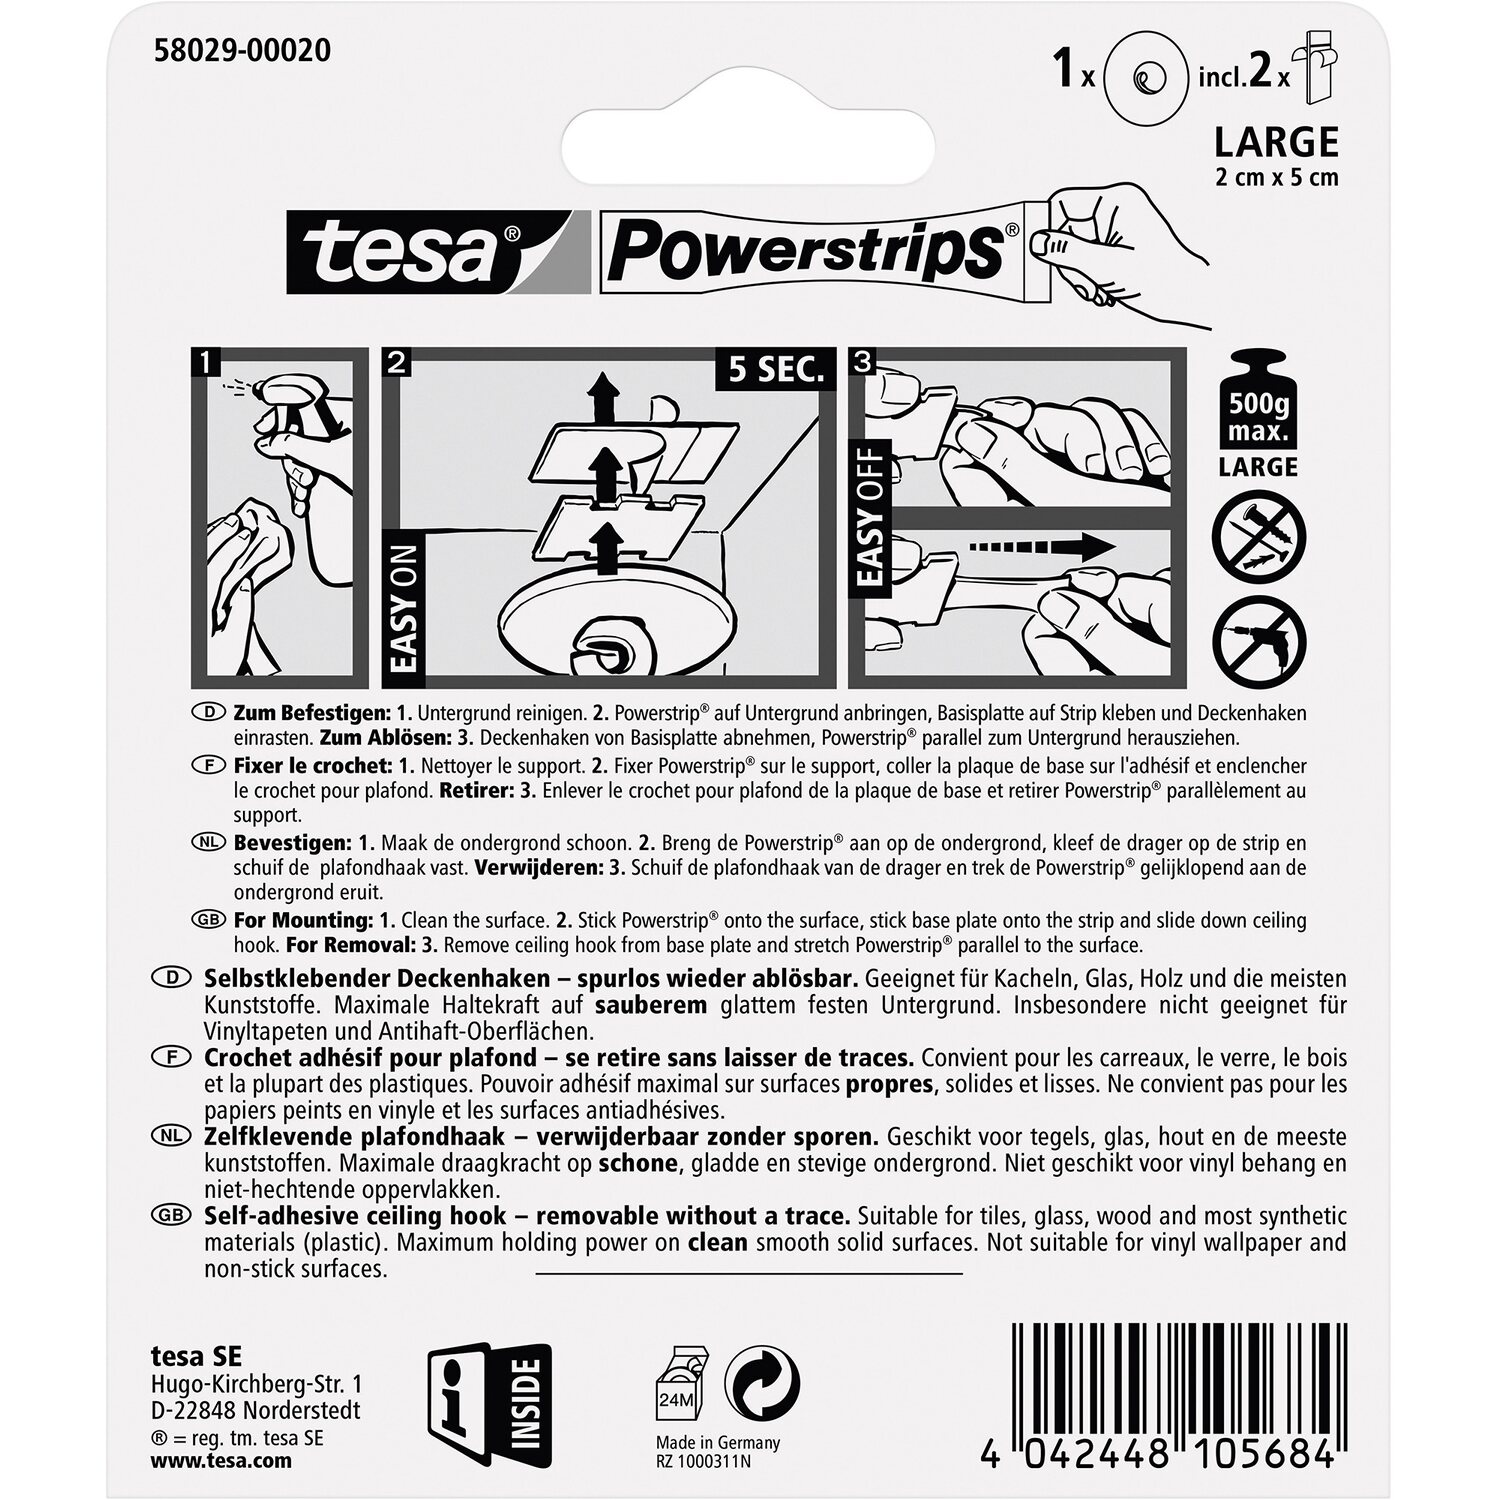 58029-00020
1 x incl. 2 x
LARGE
2 cm x 5 cm
tesa® Powerstrips®
1
2
5 SEC.
EASY ON
3
EASY OFF
500g
max.
LARGE
D Zum Befestigen: 1. Untergrund reinigen. 2. Powerstrip® auf Untergrund anbringen, Basisplatte auf Strip kleben und Deckenhaken
einrasten. Zum Ablösen: 3. Deckenhaken von Basisplatte abnehmen, Powerstrip® parallel zum Untergrund herausziehen.
F Fixer le crochet: 1. Nettoyer le support. 2. Fixer Powerstrip® sur le support, coller la plaque de base sur l'adhésif et enclencher
le crochet pour plafond. Retirer: 3. Enlever le crochet pour plafond de la plaque de base et retirer Powerstrip® parallèlement au
support.
NL Bevestigen: 1. Maak de ondergrond schoon. 2. Breng de Powerstrip® aan op de ondergrond, kleef de drager op de strip en
schuif de plafondhaak vast. Verwijderen: 3. Schuif de plafondhaak van de drager en trek de Powerstrip® gelijklopend aan de
ondergrond eruit.
GB For Mounting: 1. Clean the surface. 2. Stick Powerstrip® onto the surface, stick base plate onto the strip and slide down ceiling
hook. For Removal: 3. Remove ceiling hook from base plate and stretch Powerstrip® parallel to the surface.
D Selbstklebender Deckenhaken – spurlos wieder ablösbar. Geeignet für Kacheln, Glas, Holz und die meisten
Kunststoffe. Maximale Haltekraft auf sauberem glattem festen Untergrund. Insbesondere nicht geeignet für
Vinyltapeten und Antihaft-Oberflächen.
F Crochet adhésif pour plafond – se retire sans laisser de traces. Convient pour les carreaux, le verre, le bois
et la plupart des plastiques. Pouvoir adhésif maximal sur surfaces propres, solides et lisses. Ne convient pas pour les
papiers peints en vinyle et les surfaces antiadhésives.
NL Zelfklevende plafondhaak – verwijderbaar zonder sporen. Geschikt voor tegels, glas, hout en de meeste
kunststoffen. Maximale draagkracht op schone, gladde en stevige ondergrond. Niet geschikt voor vinyl behang en
niet-hechtende oppervlakken.
GB Self-adhesive ceiling hook – removable without a trace. Suitable for tiles, glass, wood and most synthetic
materials (plastic). Maximum holding power on clean smooth solid surfaces. Not suitable for vinyl wallpaper and
non-stick surfaces.
tesa SE
Hugo-Kirchberg-Str. 1
D-22848 Norderstedt
® = reg. tm. tesa SE
www.tesa.com
i INSIDE
24M
Made in Germany
RZ 1000311N
4 042448 105684